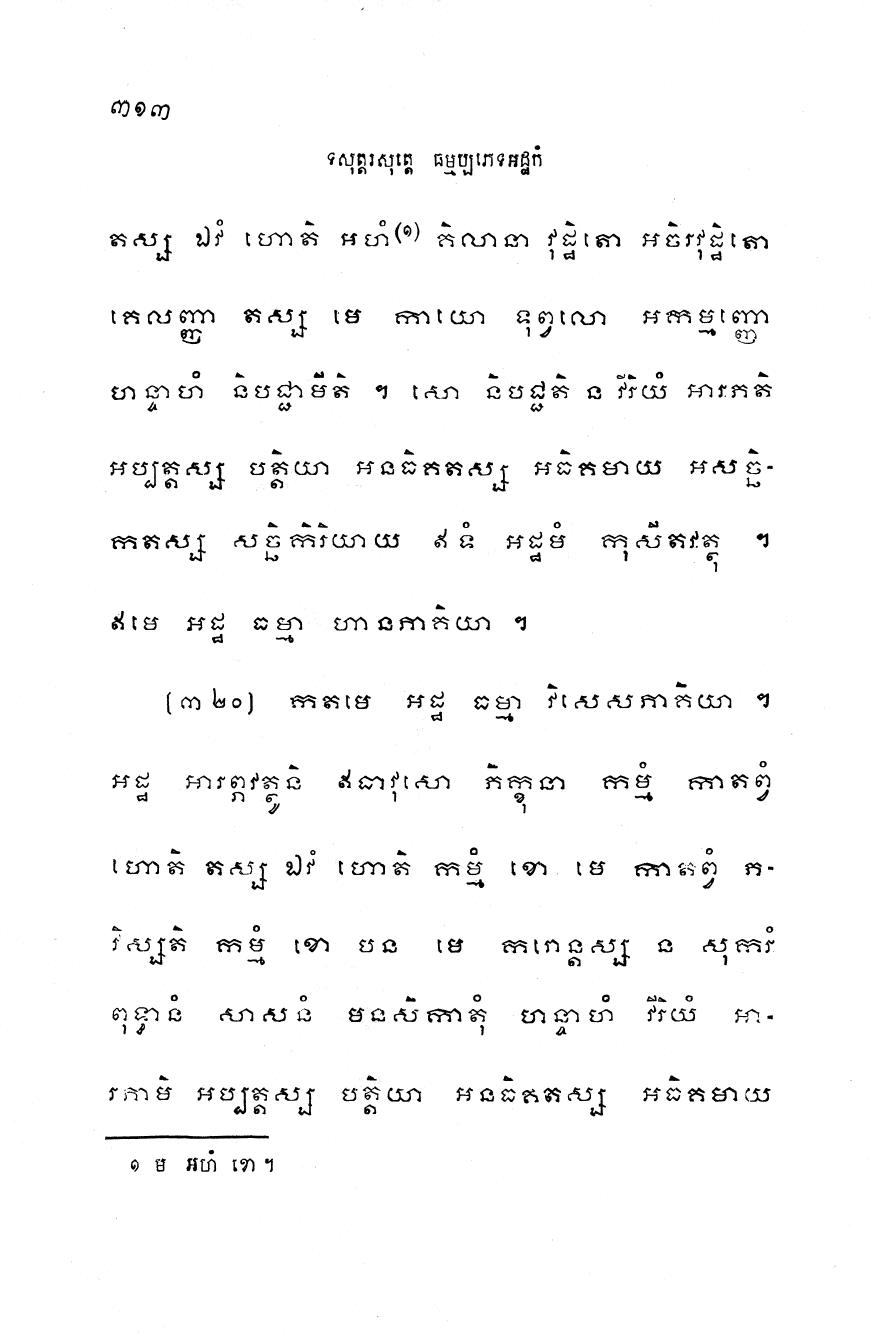 ៣១៣
ទសុត្តរសុត្តេ ធម្មប្បភេទអដ្ឋកំ
តស្ស ឯវំ ហោតិ អហំ(១) គិលានា វុដ្ឋិតោ អចិរវុដ្ឋិតោ
គេលញ្ញា តស្ស មេ កាយោ ទុព្វលោ អកម្មញ្ញោ
ហន្ទាហំ និបជ្ជាមីតិ ។ សោ និបជ្ជតិ ន វីរិយំ អារភតិ
អប្បត្តស្ស បត្តិយា អនធិគតស្ស អធិគមាយ អសច្ឆិ-
កតស្ស សច្ឆិកិរិយាយ ឥទំ អដ្ឋមំ កុសីតវត្ថុ ។
ឥមេ អដ្ឋ ធម្មា ហានភាគិយា ។
(៣២០) កតមេ អដ្ឋ ធម្មា វិសេសភាគិយា ។
អដ្ឋ អារព្ភវត្ថូនិ ឥធាវុសោ ភិក្ខុនា កម្មំ កាតព្វំ
ហោតិ តស្ស ឯវំ ហោតិ កម្មំ ខោ មេ កាតព្វំ ភ-
វិស្សតិ កម្មំ ខោ បន មេ ករោន្តស្ស ន សុករំ
ពុទ្ធានំ សាសនំ មនសិកាតុំ ហន្ទាហំ វីរិយំ អា-
រភាមិ អប្បត្តស្ស បត្តិយា អនធិគតស្ស អធិគមាយ
១ ម អហំ ខោ ។